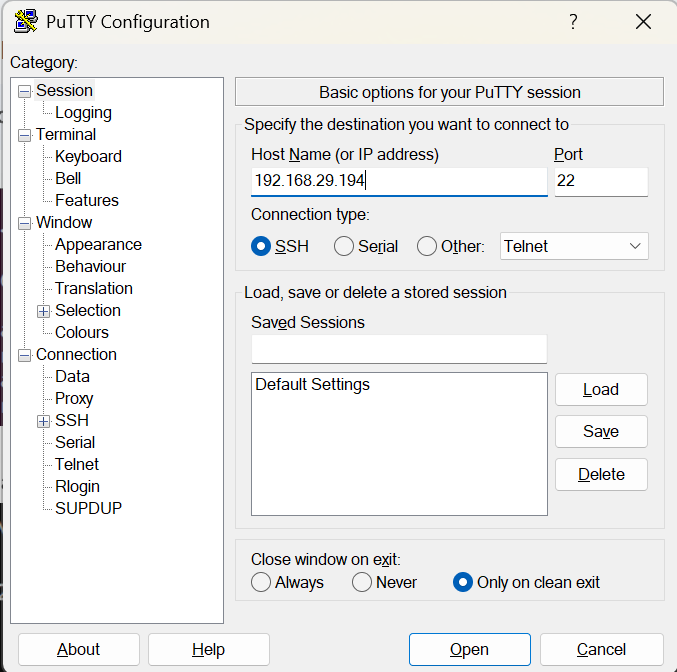 PuTTY Configuration
?
Category:
Session
Logging
Terminal
Keyboard
Bell
Features
Window
Appearance
Behaviour
Translation
Selection
Colours
Connection
Data
Proxy
SSH
Serial
Telnet
Rlogin
SUPDUP
Basic options for your PuTTY session
Specify the destination you want to connect to
Host Name (or IP address) Port
192.168.29.194 22
Connection type:
SSH Serial Other: Telnet
Load, save or delete a stored session
Saved Sessions
Default Settings
Load
Save
Delete
Close window on exit:
Always Never Only on clean exit
About Help Open Cancel